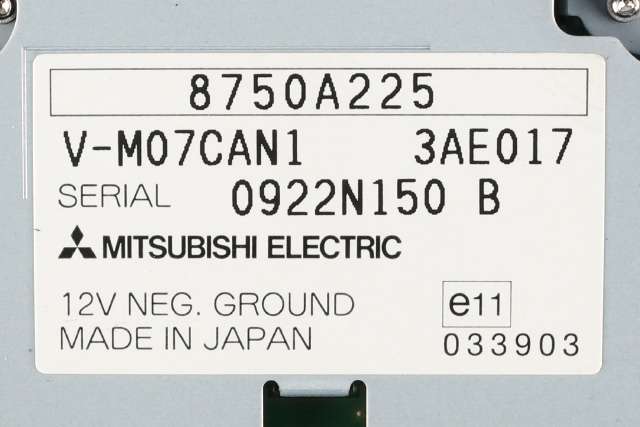 8750A225
V-M07CAN1 3AE017
SERIAL 0922N150 B
MITSUBISHI ELECTRIC
12V NEG. GROUND e11
MADE IN JAPAN 033903